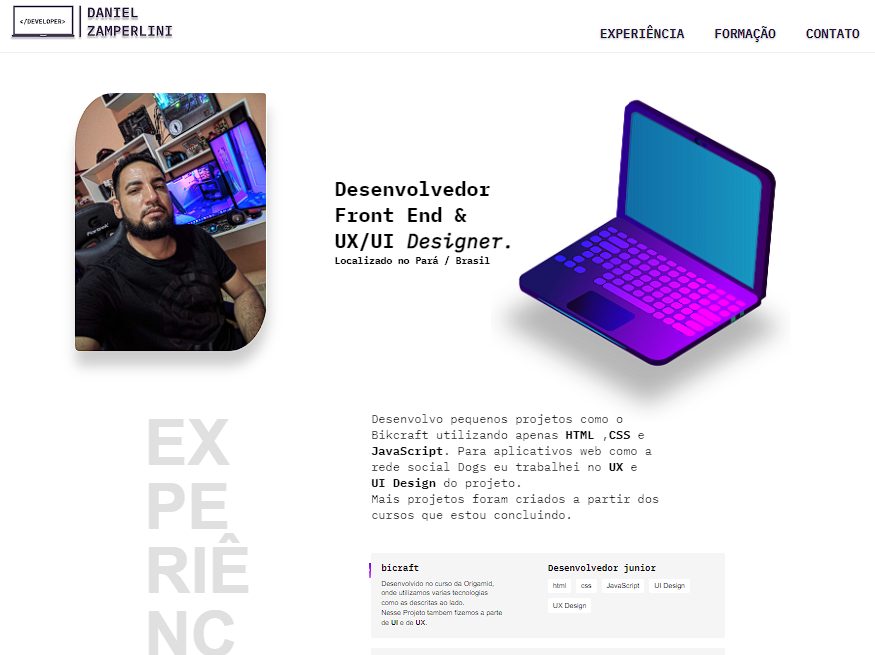 </DEVELOPER>
DANIEL
ZAMPERLINI
EXPERIÊNCIA FORMAÇÃO CONTATO
Desenvolvedor
Front End &
UX/UI Designer.
Localizado no Pará / Brasil
EX
PE
RIÊ
NC
Desenvolvo pequenos projetos como o
Bikcraft utilizando apenas HTML ,CSS e
JavaScript. Para aplicativos web como a
rede social Dogs eu trabalhei no UX e
UI Design do projeto.
Mais projetos foram criados a partir dos
cursos que estou concluindo.
bicraft
Desenvolvido no curso da Origamid,
onde utilizamos varias tecnologias
como as descritas ao lado.
Nesse Projeto tambem fizemos a parte
de UI e de UX.
Desenvolvedor junior
html css JavaScript UI Design
UX Design